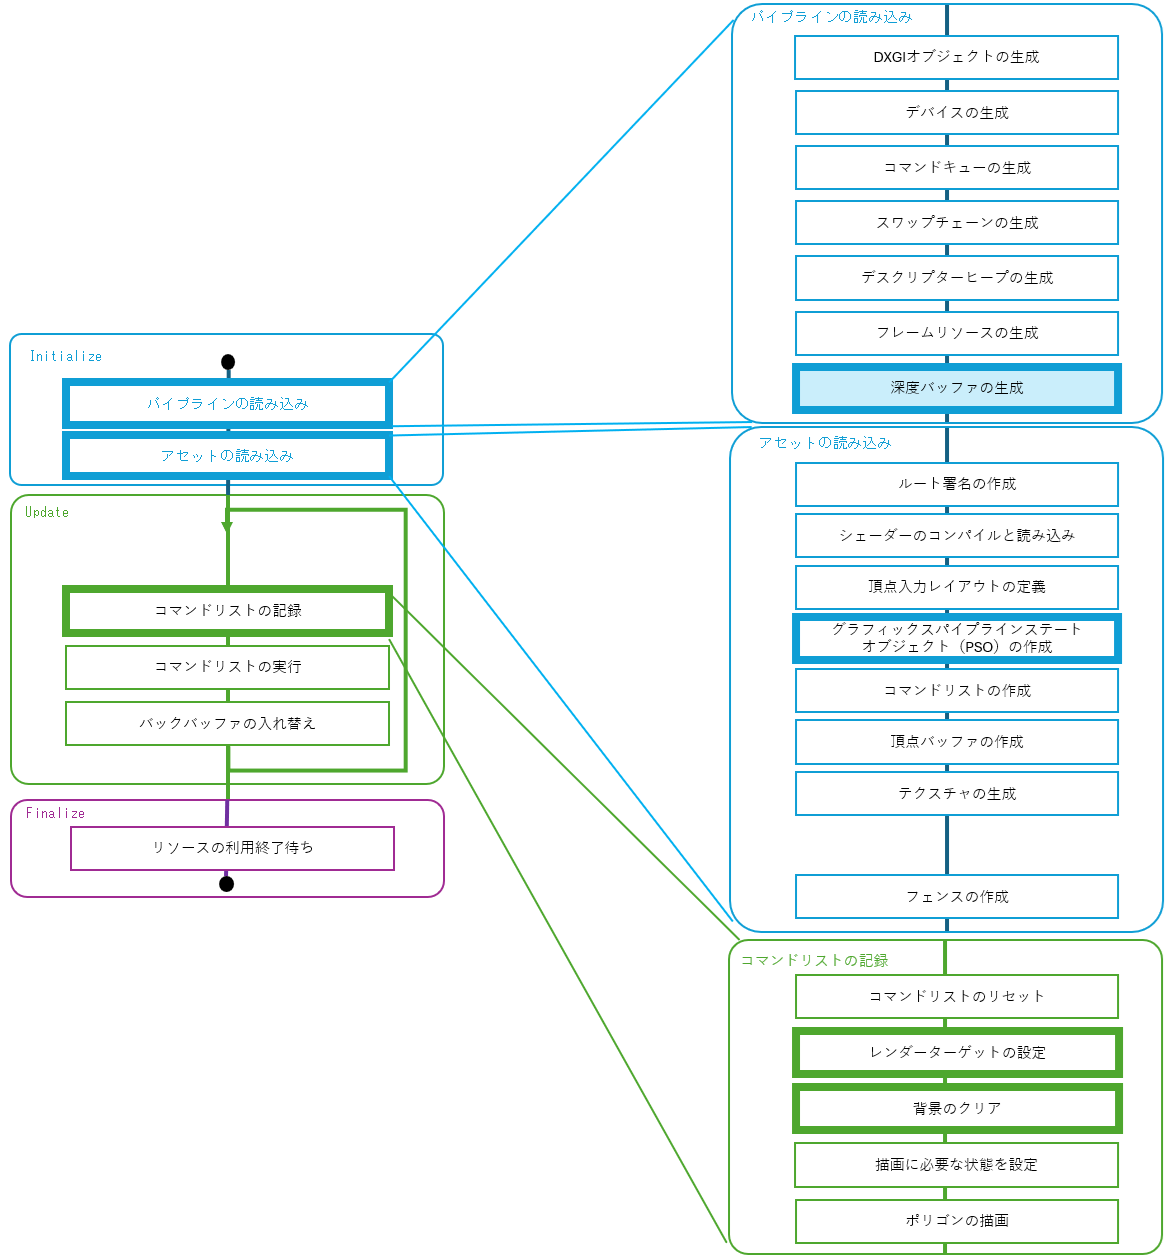 Initialize
パイプラインの読み込み
アセットの読み込み
Update
コマンドリストの記録
コマンドリストの実行
バックバッファの入れ替え
Finalize
リソースの利用終了待ち
パイプラインの読み込み
DXGIオブジェクトの生成
デバイスの生成
コマンドキューの生成
スワップチェーンの生成
デスクリプターヒープの生成
フレームリソースの生成
深度バッファの生成
アセットの読み込み
ルート署名の作成
シェーダーのコンパイルと読み込み
頂点入力レイアウトの定義
グラフィックスパイプラインステート
オブジェクト（PSO）の作成
コマンドリストの作成
頂点バッファの作成
テクスチャの生成
フェンスの作成
コマンドリストの記録
コマンドリストのリセット
レンダーターゲットの設定
背景のクリア
描画に必要な状態を設定
ポリゴンの描画